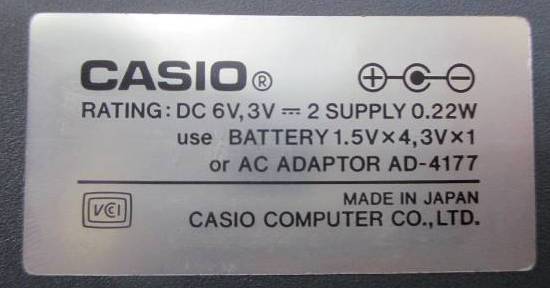 CASIO®
RATING: DC 6V, 3V ⎓ 2 SUPPLY 0.22W
use BATTERY 1.5V×4, 3V×1
or AC ADAPTOR AD-4177
VCCI
MADE IN JAPAN
CASIO COMPUTER CO., LTD.